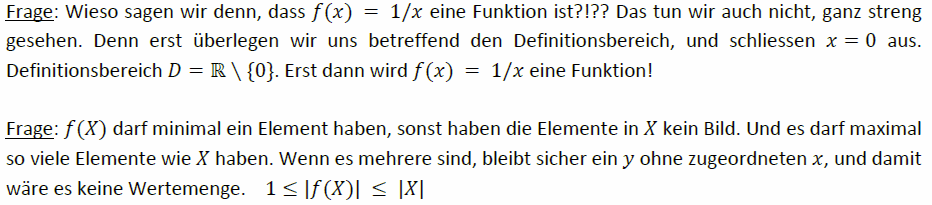 Frage: Wieso sagen wir denn, dass f(x) = 1/x eine Funktion ist?!?? Das tun wir auch nicht, ganz streng
gesehen. Denn erst überlegen wir uns betreffend den Definitionsbereich, und schliessen x = 0 aus.
Definitionsbereich D = ℝ \ {0}. Erst dann wird f(x) = 1/x eine Funktion!
Frage: f(X) darf minimal ein Element haben, sonst haben die Elemente in X kein Bild. Und es darf maximal
so viele Elemente wie X haben. Wenn es mehrere sind, bleibt sicher ein y ohne zugeordneten x, und damit
wäre es keine Wertemenge. 1 ≤ |f(X)| ≤ |X|